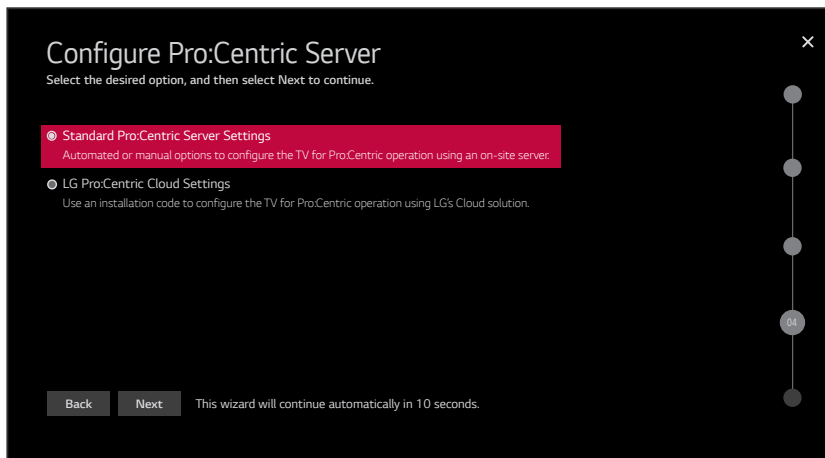 Configure Pro:Centric Server
Select the desired option, and then select Next to continue.
Standard Pro:Centric Server Settings
Automated or manual options to configure the TV for Pro:Centric operation using an on-site server.
LG Pro:Centric Cloud Settings
Use an installation code to configure the TV for Pro:Centric operation using LG's Cloud solution.
04
Back Next This wizard will continue automatically in 10 seconds.